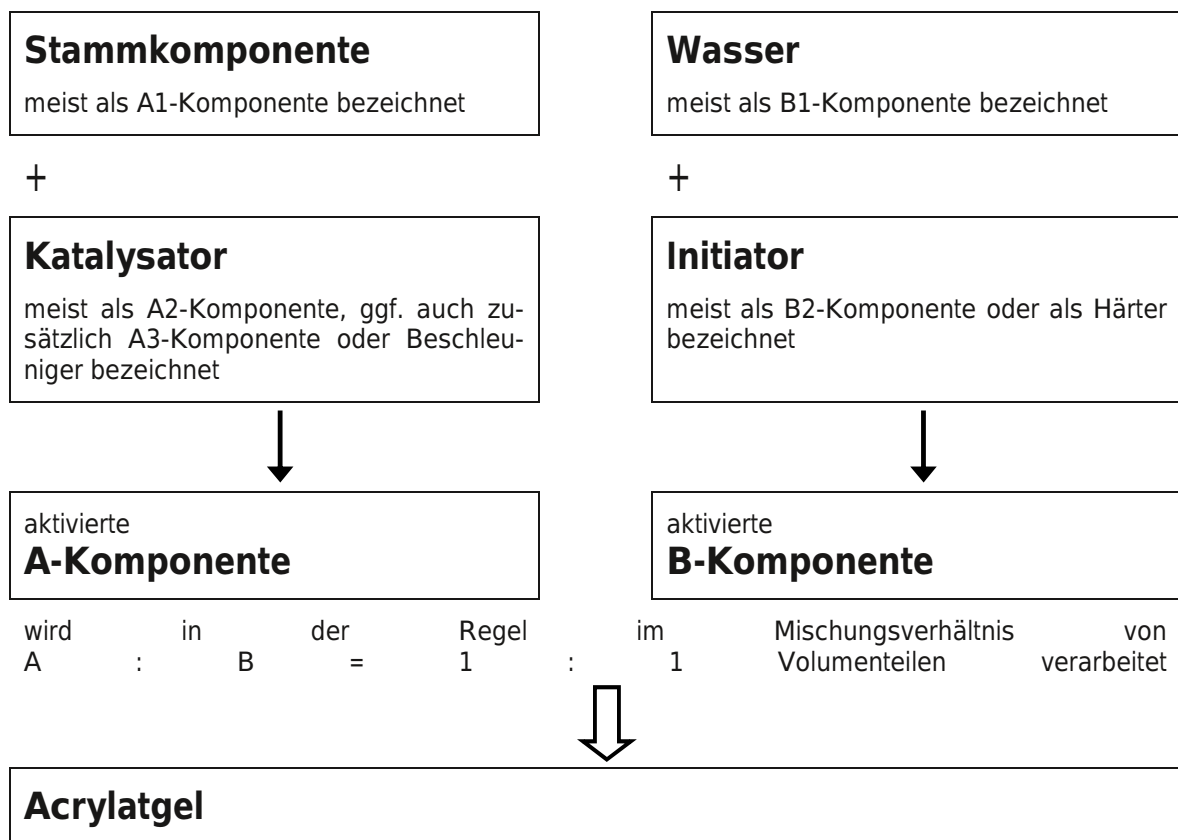 Stammkomponente
meist als A1-Komponente bezeichnet
+
Katalysator
meist als A2-Komponente, ggf. auch zu-
sätzlich A3-Komponente oder Beschleu-
niger bezeichnet
aktivierte
A-Komponente
Wasser
meist als B1-Komponente bezeichnet
+
Initiator
meist als B2-Komponente oder als Härter
bezeichnet
aktivierte
B-Komponente
wird in der Regel im Mischungsverhältnis von
A : B = 1 : 1 Volumenteilen verarbeitet
Acrylatgel